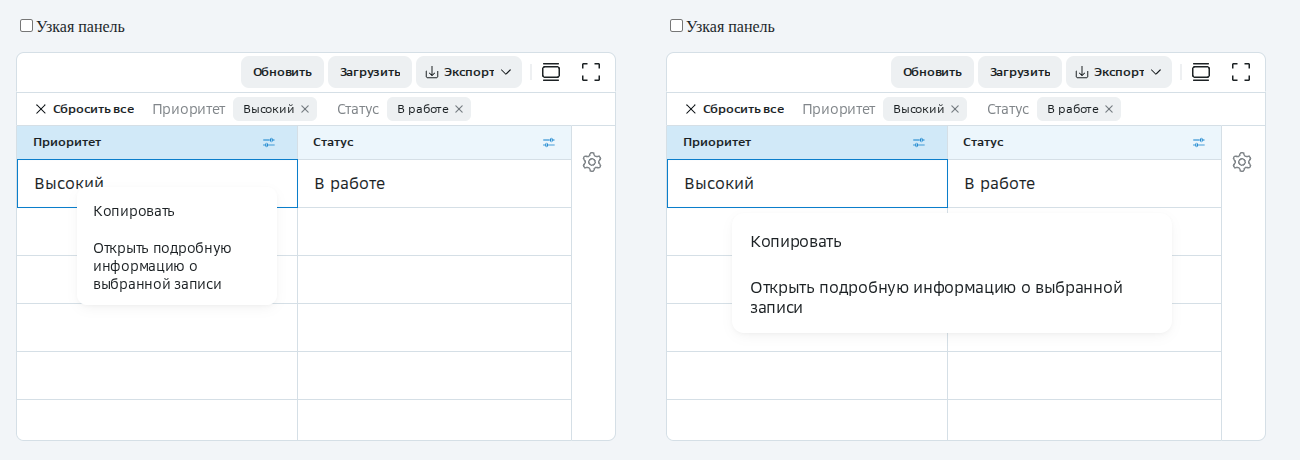 Узкая панель
Обновить Загрузить Экспорт
Сбросить все Приоритет Высокий Статус В работе
Приоритет Статус
Высокий В работе
Копировать
Открыть подробную
информацию о
выбранной записи
Узкая панель
Обновить Загрузить Экспорт
Сбросить все Приоритет Высокий Статус В работе
Приоритет Статус
Высокий В работе
Копировать
Открыть подробную информацию о выбранной
записи